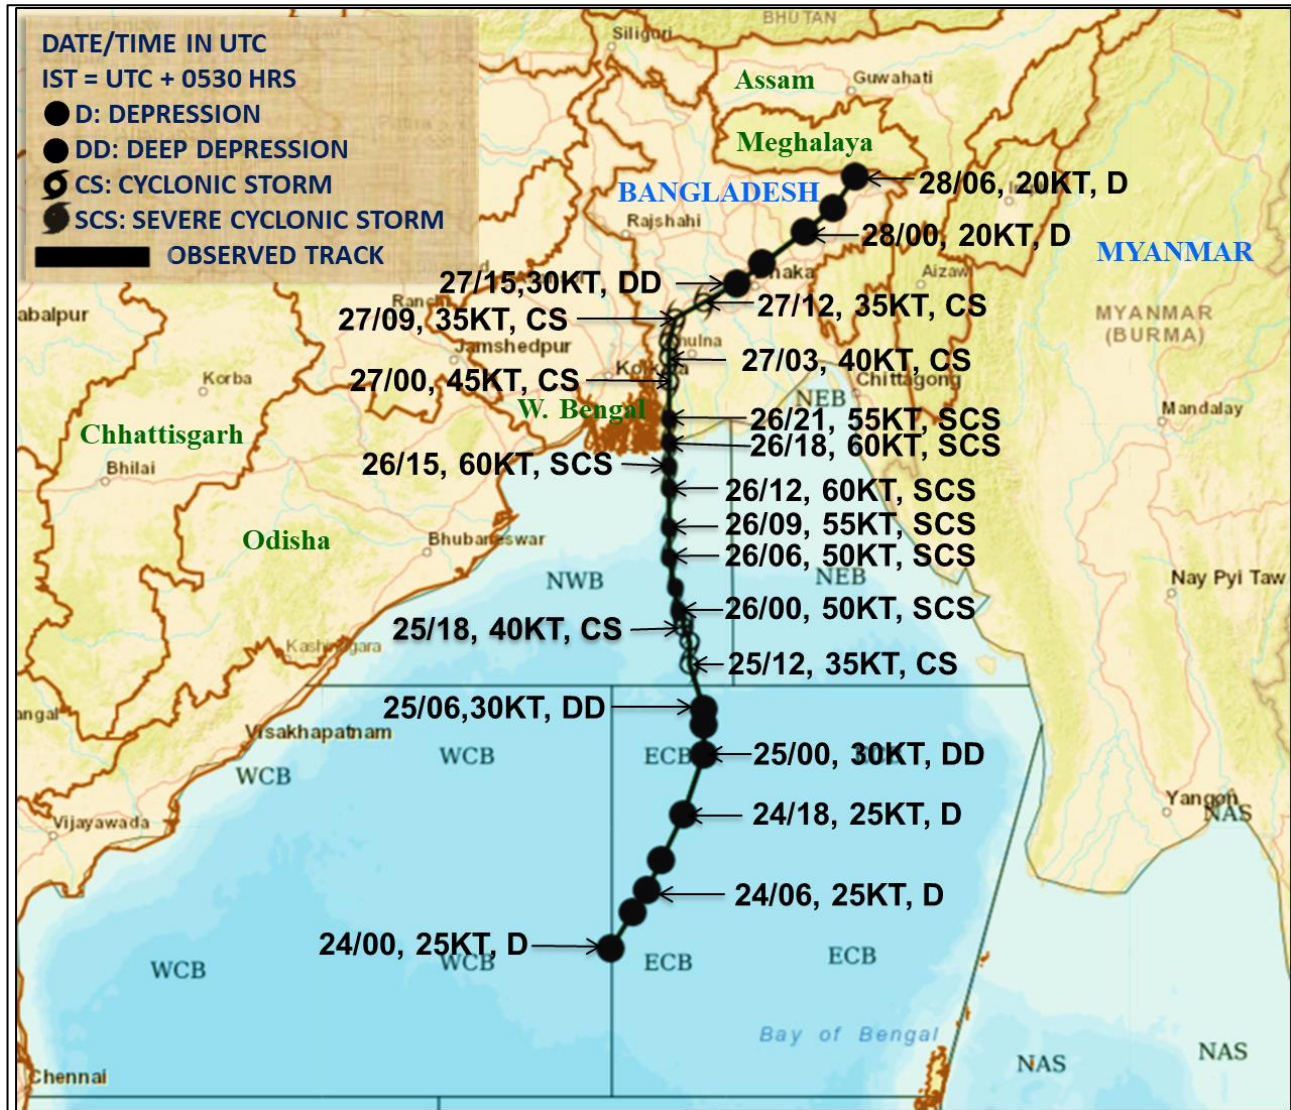 DATE/TIME IN UTC
IST = UTC + 0530 HRS
D: DEPRESSION
DD: DEEP DEPRESSION
CS: CYCLONIC STORM
SCS: SEVERE CYCLONIC STORM
OBSERVED TRACK
BHUTAN
Siliguri
Assam
Guwahati
Meghalaya
BANGLADESH
28/06, 20KT, D
Rajshahi
28/00, 20KT, D
MYANMAR
27/15,30KT, DD
haka
Aizaw
Ranchi
27/12, 35KT, CS
abalpur
27/09, 35KT, CS
MYANMAR
(BURMA)
Jamshedpur
hulna
27/03, 40KT, CS
Korba
27/00, 45KT, CS
Chittagong
NEB
W. Bengal
Mandalay
26/21, 55KT, SCS
Chhattisgarh
26/18, 60KT, SCS
Bhilai
26/15, 60KT, SCS
26/12, 60KT, SCS
26/09, 55KT, SCS
Odisha
Bhubaneswar
26/06, 50KT, SCS
NWB
NEB
Nay Pyi Taw
26/00, 50KT, SCS
25/18, 40KT, CS
25/12, 35KT, CS
25/06,30KT, DD
angal
Visakhapatnam
WCB
WCB
ECB
25/00, 30KT, DD
Yangon
NAS
24/18, 25KT, D
Vijayawada
24/06, 25KT, D
24/00, 25KT, D
WCB
WCB
ECB
ECB
Bay of Bengal
NAS
NAS
Chennai